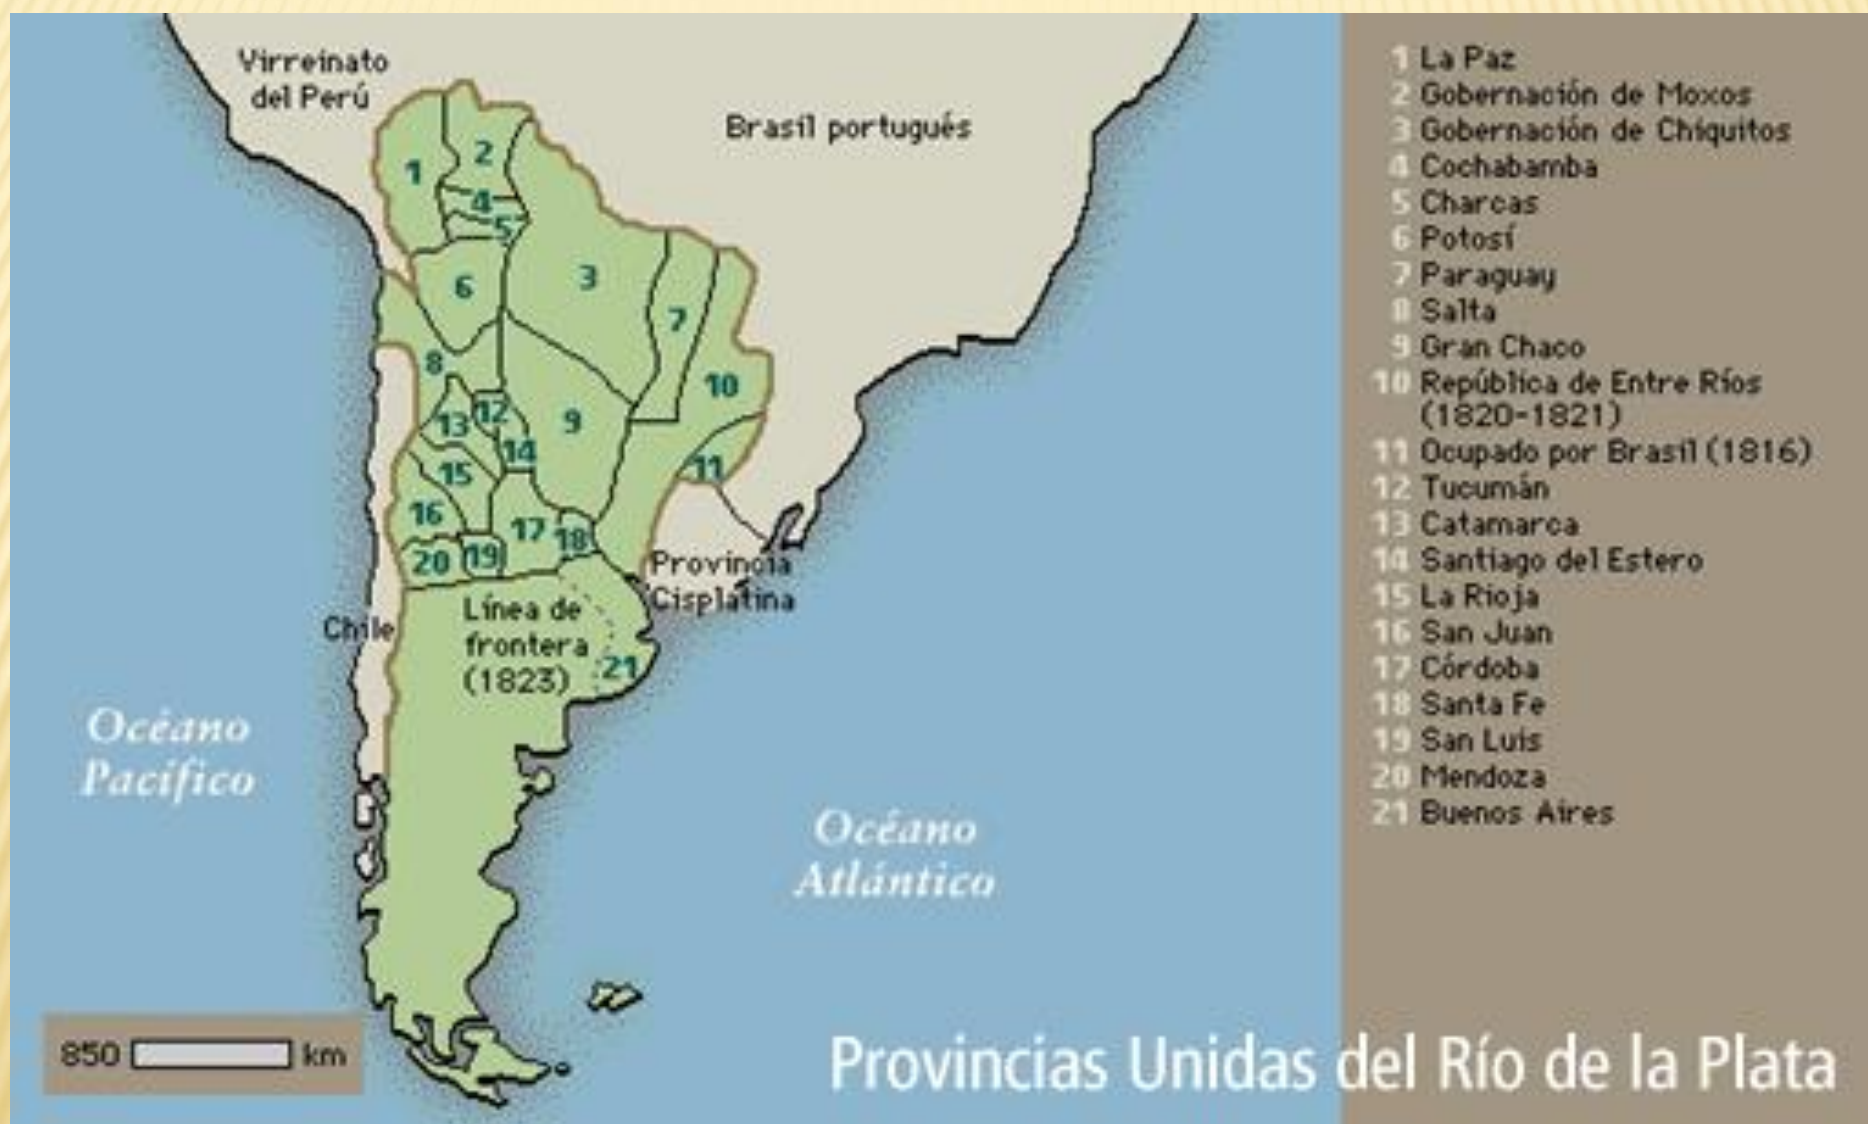 Virreinato
del Perú
Brasil portugués
1
2
4
5
3
6
7
8
10
12
13
9
14
11
15
16
17
18
20
19
Provincia
Cisplatina
Línea de
frontera
(1823)
Chile
21
Océano
Pacífico
Océano
Atlántico
850 km
Provincias Unidas del Río de la Plata
1 La Paz
2 Gobernación de Moxos
3 Gobernación de Chiquitos
4 Cochabamba
5 Charcas
6 Potosí
7 Paraguay
8 Salta
9 Gran Chaco
10 República de Entre Ríos
(1820-1821)
11 Ocupado por Brasil (1816)
12 Tucumán
13 Catamarca
14 Santiago del Estero
15 La Rioja
16 San Juan
17 Córdoba
18 Santa Fe
19 San Luis
20 Mendoza
21 Buenos Aires